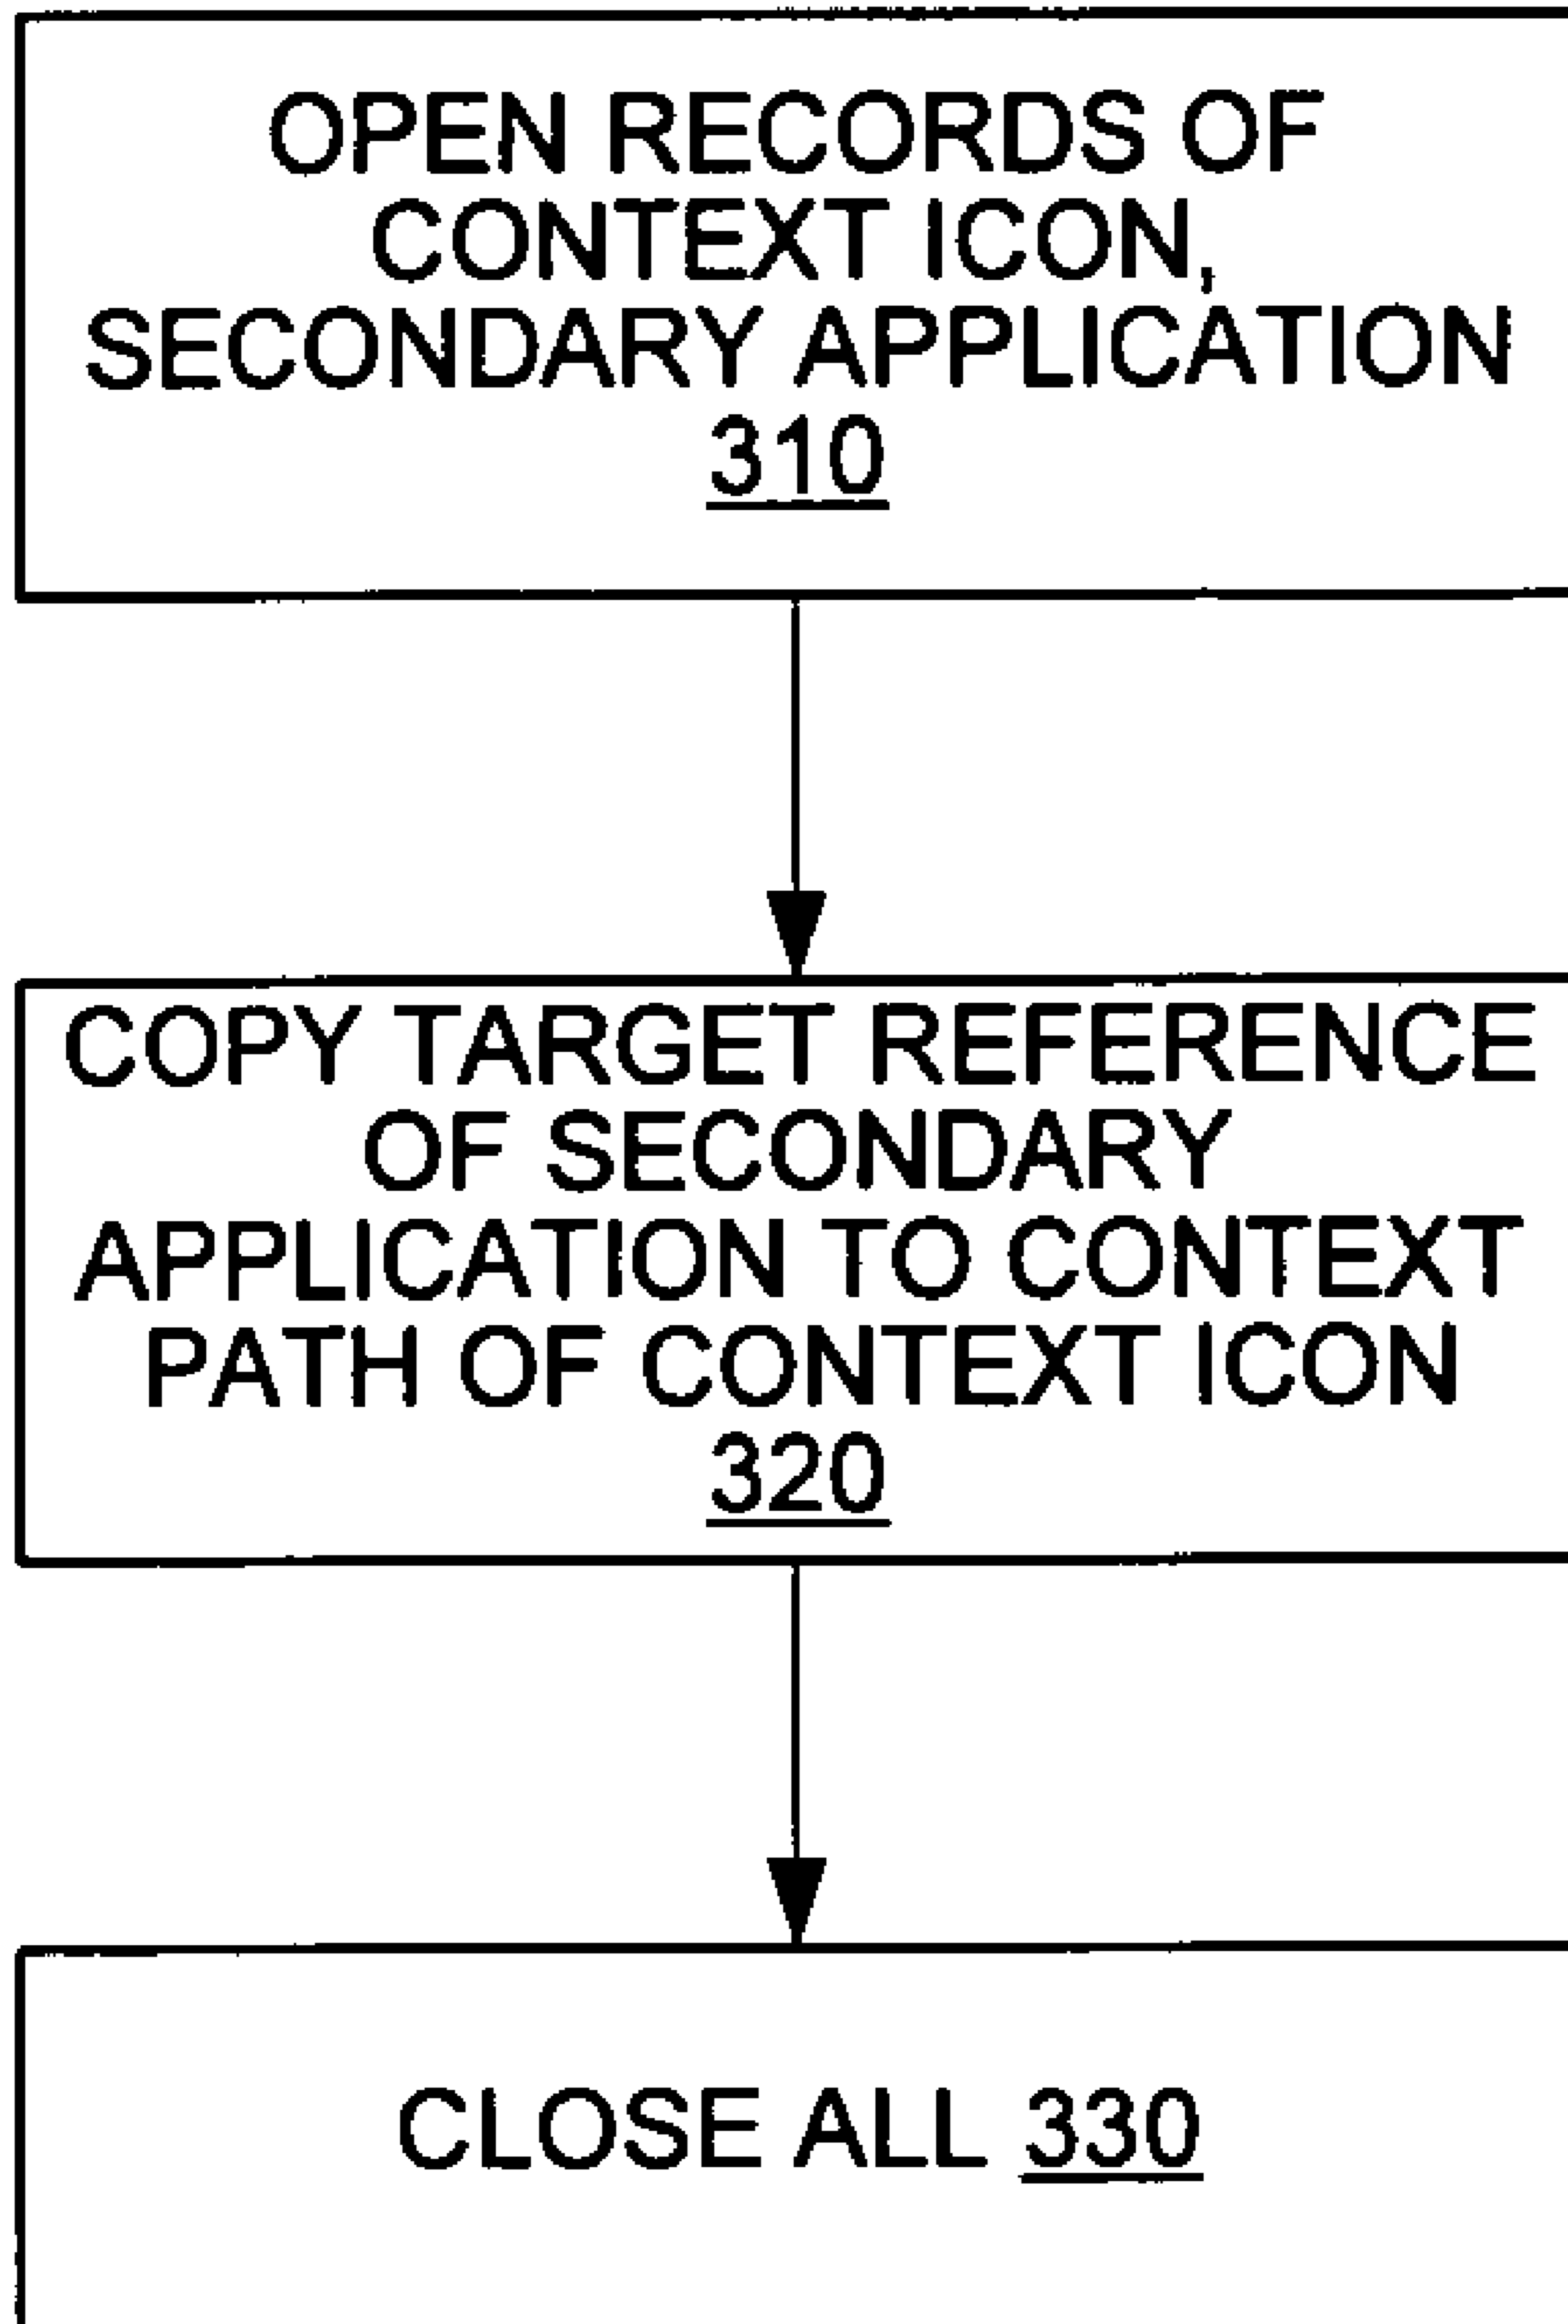 OPEN RECORDS OF
CONTEXT ICON,
SECONDARY APPLICATION
310
COPY TARGET REFERENCE
OF SECONDARY
APPLICATION TO CONTEXT
PATH OF CONTEXT ICON
320
CLOSE ALL 330